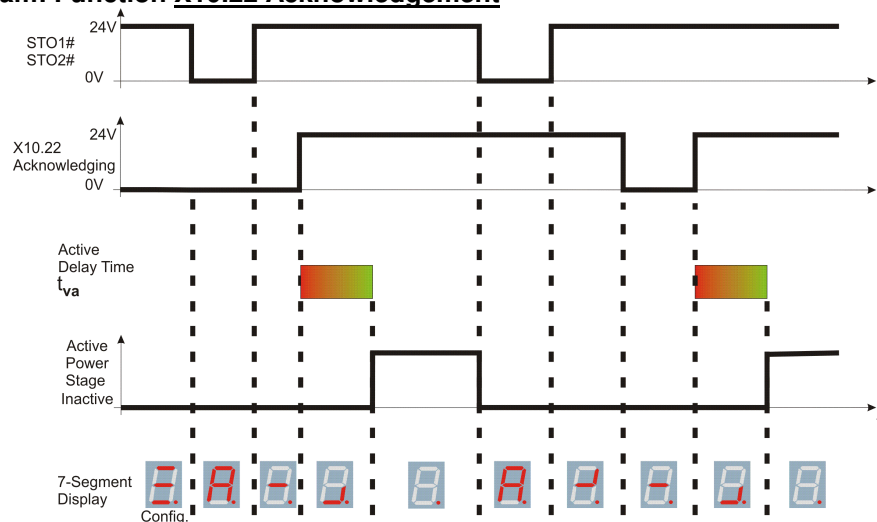 X10.22 Acknowledgement
24V
STO1#
STO2#
0V
24V
X10.22
Acknowledging
0V
Active
Delay Time
tva
Active
Power
Stage
Inactive
7-Segment
Display
Config.